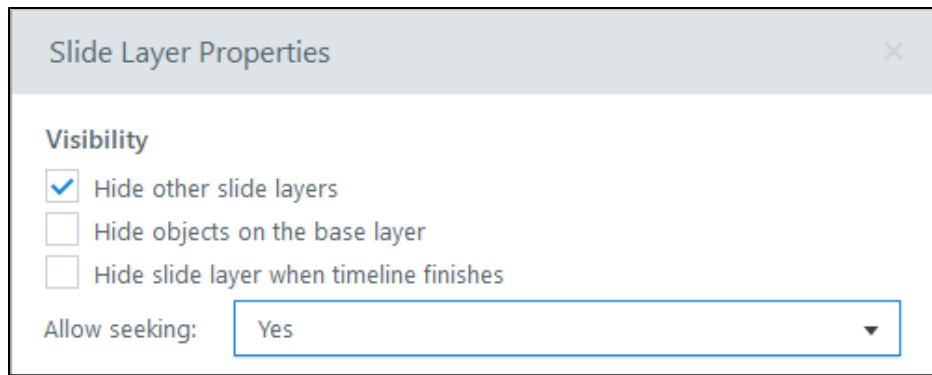 Slide Layer Properties
Visibility
Hide other slide layers
Hide objects on the base layer
Hide slide layer when timeline finishes
Allow seeking: Yes